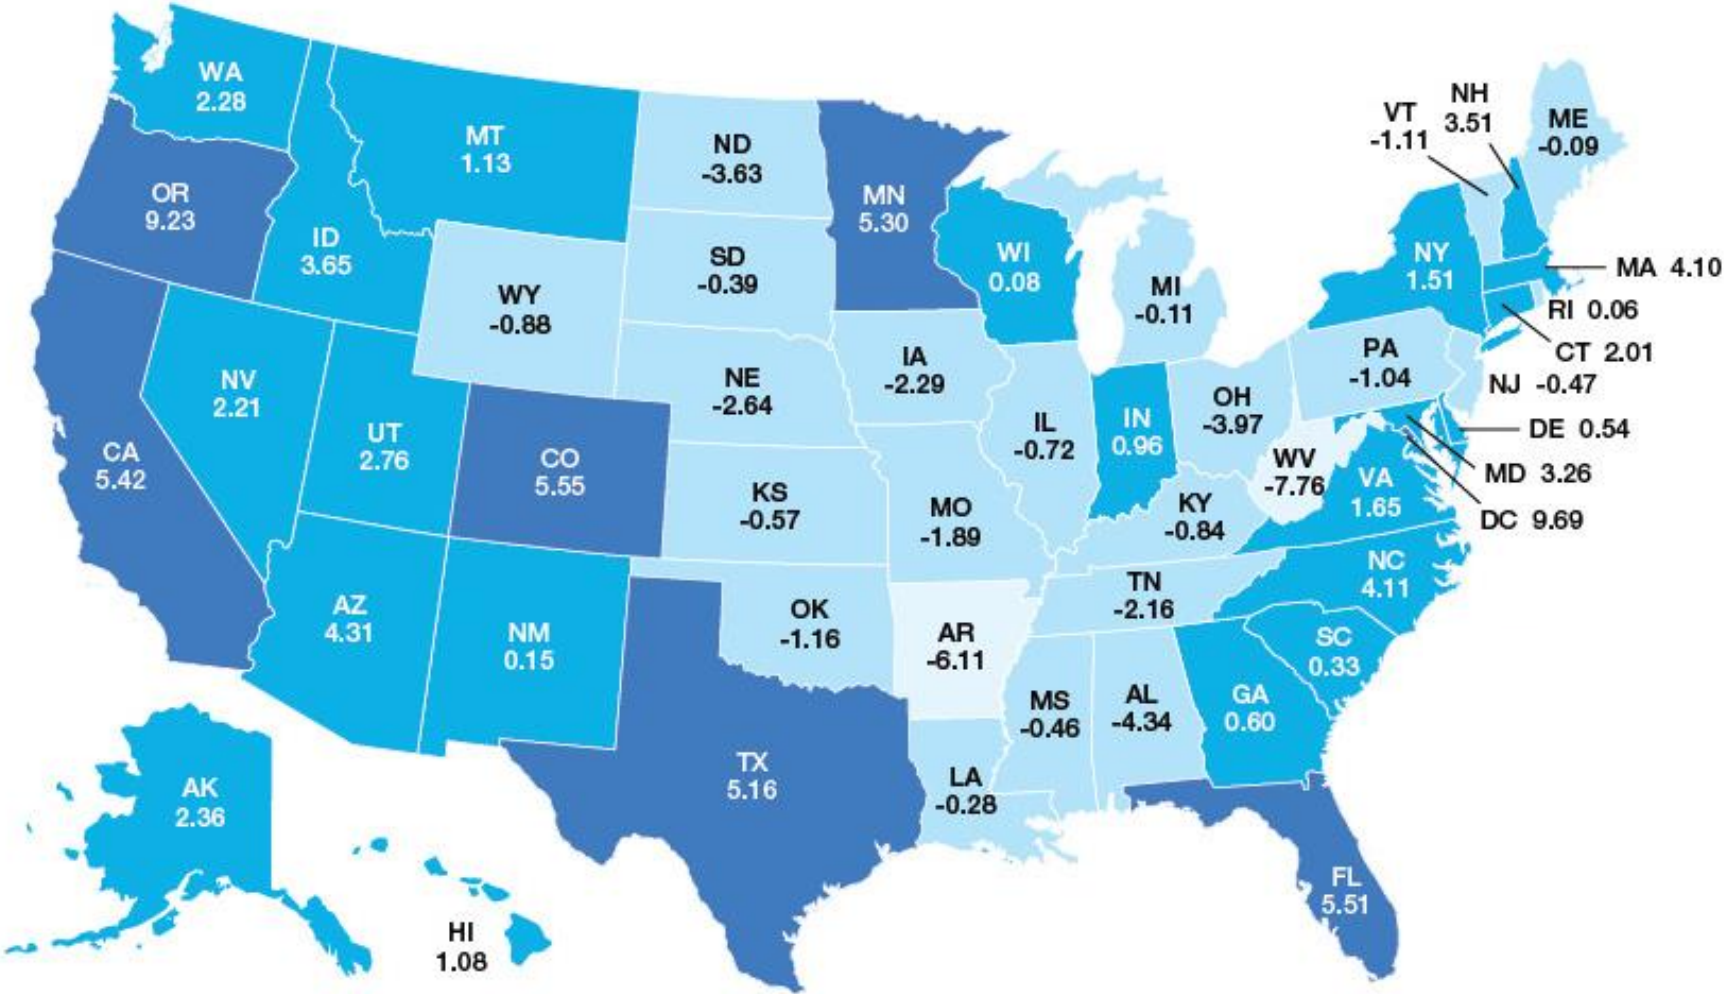 WA
2.28
MT
1.13
ND
-3.63
MN
5.30
OR
9.23
ID
3.65
WY
-0.88
SD
-0.39
WI
0.08
MI
-0.11
NY
1.51
VT
-1.11
NH
3.51
ME
-0.09
MA 4.10
RI 0.06
CT 2.01
NJ -0.47
DE 0.54
MD 3.26
DC 9.69
CA
5.42
NV
2.21
UT
2.76
CO
5.55
NE
-2.64
IA
-2.29
IL
-0.72
IN
0.96
OH
-3.97
PA
-1.04
WV
-7.76
VA
1.65
KS
-0.57
MO
-1.89
KY
-0.84
NC
4.11
AZ
4.31
NM
0.15
OK
-1.16
AR
-6.11
TN
-2.16
SC
0.33
MS
-0.46
AL
-4.34
GA
0.60
TX
5.16
LA
-0.28
FL
5.51
AK
2.36
HI
1.08